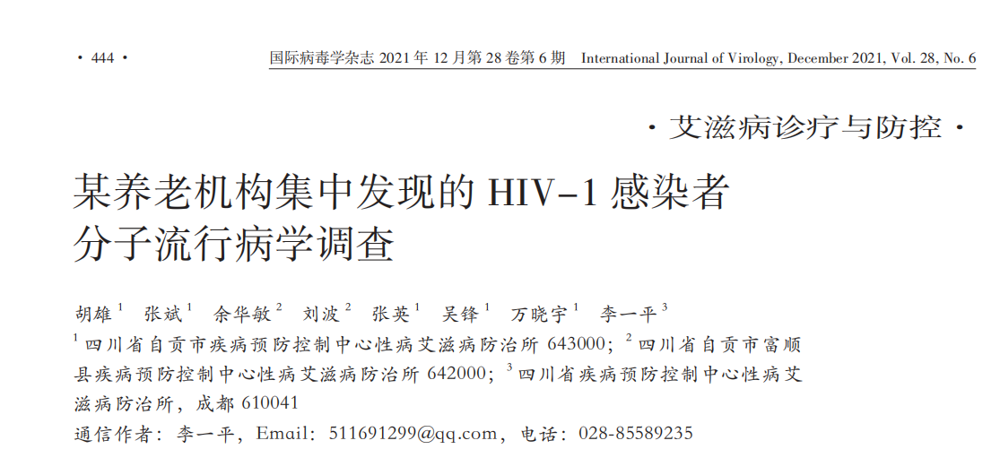 · 444 ·
国际病毒学杂志 2021 年 12 月第 28 卷第 6 期 International Journal of Virology, December 2021, Vol. 28, No. 6
· 艾滋病诊疗与防控 ·
某养老机构集中发现的 HIV-1 感染者
分子流行病学调查
胡雄 1 张斌 1 余华敏 2 刘波 2 张英 1 吴锋 1 万晓宇 1 李一平 3
1 四川省自贡市疾病预防控制中心性病艾滋病防治所 643000; 2 四川省自贡市富顺
县疾病预防控制中心性病艾滋病防治所 642000; 3 四川省疾病预防控制中心性病艾
滋病防治所, 成都 610041
通信作者: 李一平, Email: 511691299@qq.com, 电话: 028-85589235